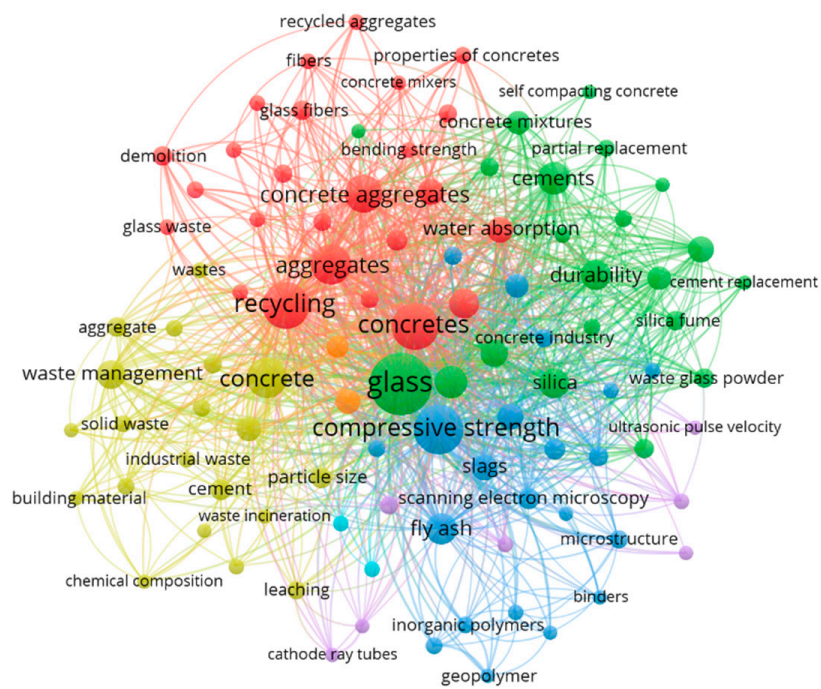 recycled aggregates
fibers
properties of concretes
concrete mixers
self compacting concrete
glass fibers
concrete mixtures
demolition
bending strength
partial replacement
cements
concrete aggregates
glass waste
water absorption
wastes
aggregates
durability
cement replacement
recycling
concretes
silica fume
aggregate
concrete industry
waste management
concrete
glass
silica
waste glass powder
solid waste
compressive strength
ultrasonic pulse velocity
industrial waste
slags
particle size
cement
building material
scanning electron microscopy
waste incineration
fly ash
microstructure
chemical composition
leaching
binders
inorganic polymers
cathode ray tubes
geopolymer